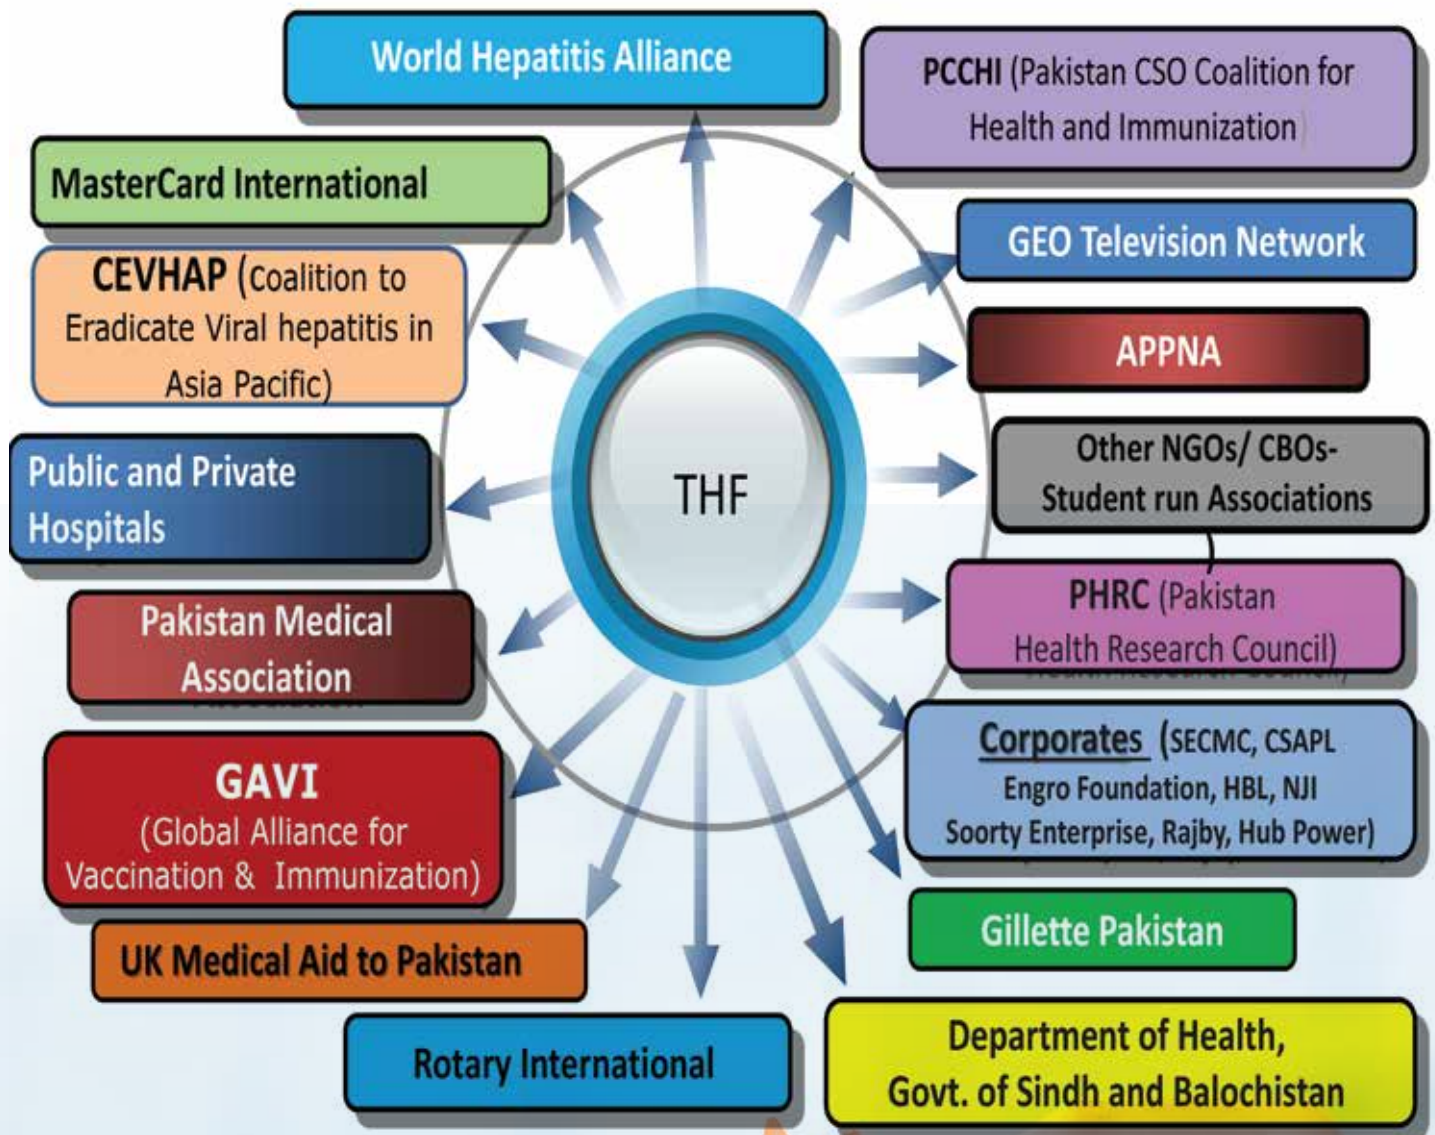 World Hepatitis Alliance
PCCHI (Pakistan CSO Coalition for
Health and Immunization)
MasterCard International
GEO Television Network
CEVHAP (Coalition to
Eradicate Viral hepatitis in
Asia Pacific)
APPNA
Public and Private
Hospitals
THF
Other NGOs/ CBOs-
Student run Associations
Pakistan Medical
Association
PHRC (Pakistan
Health Research Council)
GAVI
(Global Alliance for
Vaccination & Immunization)
Corporates (SECMC, CSAPL
Engro Foundation, HBL, NJI
Soorty Enterprise, Rajby, Hub Power)
UK Medical Aid to Pakistan
Gillette Pakistan
Rotary International
Department of Health,
Govt. of Sindh and Balochistan